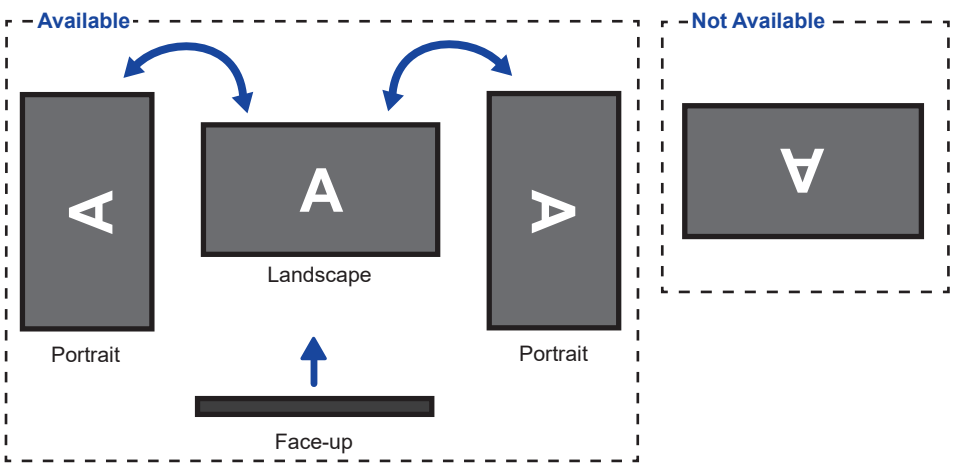 Available
Not Available
A
A
A
A
Landscape
Portrait
Portrait
Face-up